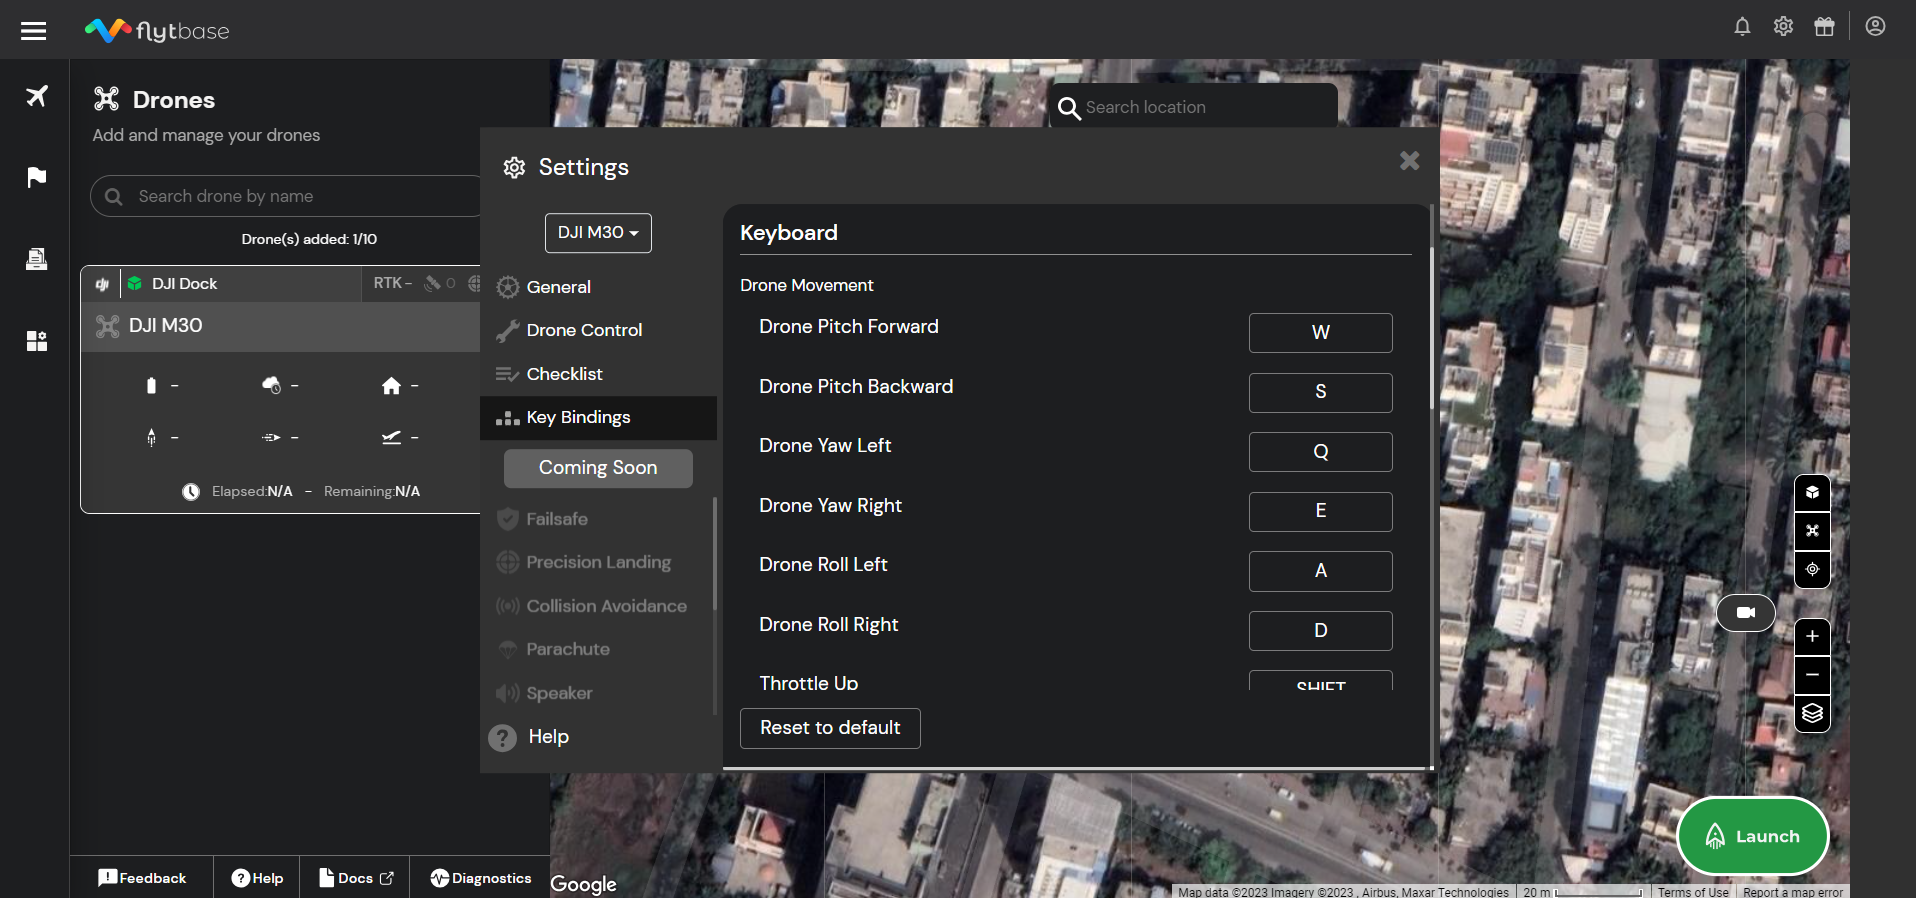 flytbase
Drones
Add and manage your drones
Search drone by name
Drone(s) added: 1/10
dji
DJI Dock
RTK - 0
DJI M30
- - -
- - -
Elapsed:N/A - Remaining:N/A
Feedback
Help
Docs
Diagnostics
Search location
Settings
DJI M30
General
Drone Control
Checklist
Key Bindings
Coming Soon
Failsafe
Precision Landing
Collision Avoidance
Parachute
Speaker
Help
Keyboard
Drone Movement
Drone Pitch Forward W
Drone Pitch Backward S
Drone Yaw Left Q
Drone Yaw Right E
Drone Roll Left A
Drone Roll Right D
Throttle Up SHIFT
Reset to default
+
−
Launch
Google
Map data ©2023 Imagery ©2023 , Airbus, Maxar Technologies
20 m
Terms of Use
Report a map error